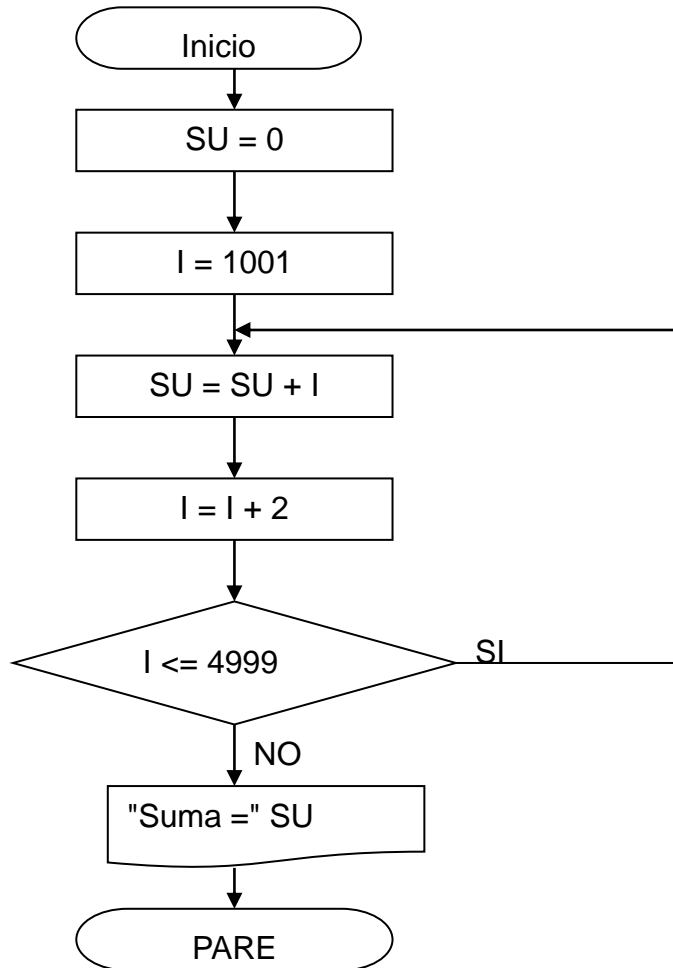 Inicio
SU = 0
I = 1001
SU = SU + I
I = I + 2
I <= 4999
SI
NO
"Suma =" SU
PARE